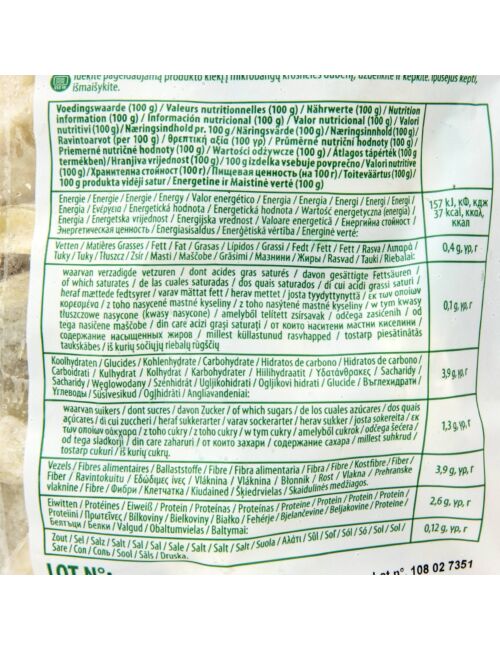 įdėkite pageidaujamą produkto kiekį į mikrobangų krosnelės dubenį, uždenkite ir kepkite. Įpusėjus kepti,
išmaišykite.
Voedingswaarde (100 g) / Valeurs nutritionnelles (100 g) / Nährwerte (100 g) / Nutrition
information (100 g) / Información nutricional (100 g) / Valor nutricional (100 g) / Valori
nutritivi (100 g) / Næringsindhold pr. 100 g / Näringsvärde (100 g) / Næringsinnhold (100 g) /
Ravintoarvot (per 100 g) / Θρεπτική αξία (100 γρ) / Průměrné nutriční hodnoty (100 g) /
Priemerné nutričné hodnoty (100 g) / Wartości odżywcze (100 g) / Átlagos tápérték (100 g
termékben) / Hranjiva vrijednost (100 g) / 100 g izdelka vsebuje povprečno / Valori nutritive
(100 g) / Хранителна стойност (100 г) / Пищевая ценность (на 100 г) / Toiteväärtus (100 g) /
100 g produkta vidēji satur / Energetine ir Maistinė vertė (100 g)
Energie / Energie / Energie / Energy / Valor energético / Energia / Energia / Energi / Energi / Energi /
Energia / Ενέργεια / Energetická hodnota / Energetická hodnota / Wartość energetyczna (energia) /
Energia / Energijska vrijednost / Energijska vrednost / Valoare energetică / Енергийна стойност /
Энергетическая ценность / Energiasisaldus / Enerģētiskā vērtība / Energinė vertė:
157 kJ, кФ, кдж
37 kcal, ккал,
ккал
Vetten / Matières Grasses / Fett / Fat / Grasas / Lípidos / Grassi / Fedt / Fett / Fett / Rasva / Λιπαρά /
Tuky / Tuky / Tłuszcz / Zsír / Masti / Maščobe / Grăsimi / Мазнини / Жиры / Rasvad / Tauki / Riebalai:
0,4 g, γρ, г
waarvan verzadigde vetzuren / dont acides gras saturés / davon gesättigte Fettsäuren /
of which saturates / de las cuales saturadas / dos quais saturados / di cui acidi grassi saturi /
heraf mættede fedtsyrer / varav mättat fett / herav mettet / josta tyydyttynyttä / εκ των οποίων
κορεσμένα / z toho nasycené mastné kyseliny / z toho nasýtené mastné kyseliny / w tym kwasy
tłuszczowe nasycone (kwasy nasycone) / amelyből telített zsírsavak / odčega zasićenih / od
tega nasičene maščobe / din care acizi grași saturați / от които наситени мастни киселини /
содержание насыщенных жиров / millest küllastunud rasvhapped / tostarp piesātinātās
taukskābes / iš kurių sočiųjų riebalų rūgščių
0,1 g, γρ, г
Koolhydraten / Glucides / Kohlenhydrate / Carbohydrate / Hidratos de carbono / Hidratos de carbono /
Carboidrati / Kulhydrat / Kolhydrat / Karbohydrater / Hiilihydraatit / Υδατάνθρακες / Sacharidy /
Sacharidy / Węglowodany / Szénhidrát / Ugljikohidrati / Ogljikovi hidrati / Glucide / Въглехидрати /
Углеводы / Süsivesikud / Ogļhidrāti / Angliavandeniai:
3,9 g, γρ, г
waarvan suikers / dont sucres / davon Zucker / of which sugars / de los cuales azúcares / dos quais
açúcares / di cui zuccheri / heraf sukkerarter / varav sockerarter / herav sukker / josta sokereita / εκ
των οποίων σάκχαρα / z toho cukry / z toho cukry / w tym cukry / amelyből cukrok / odčega šećera /
od tega sladkorji / din care zaharuri / от които захари / содержание сахара / millest suhkrud /
tostarp cukuri / iš kurių cukrų.
1,3 g, γρ, г
Vezels / Fibres alimentaires / Ballaststoffe / Fibre / Fibra alimentaria / Fibra / Fibre / Kostfibre / Fiber /
Fiber / Ravintokuitu / Εδώδιμες ίνες / Vláknina / Vláknina / Błonnik / Rost / Vlakna / Prehranske
vlaknine / Fibre / Фибри / Клетчатка / Kiudained / Šķiedrvielas / Skaidulinės medžiagos.
3,9 g, γρ, г
Eiwitten / Protéines / Eiweiß / Protein / Proteínas / Proteínas / Proteine / Protein / Protein / Protein /
Proteiini / Πρωτεΐνες / Bílkoviny / Bielkoviny / Białko / Fehérje / Bjelančevine / Beljakovine / Proteine /
Белтъци / Белки / Valgud / Obaltumvielas / Baltymai:
2,6 g, γρ, г
Zout / Sel / Salz / Salt / Sal / Sal / Sale / Salt / Salt / Salt / Suola / Αλάτι / Sůl / Soľ / Sól / Só / Sol / Sol /
Sare / Сол / Соль / Sool / Sāls / Druska.
0,12 g, γρ, г
LOT N°:
Lot n°. 108 02 7351